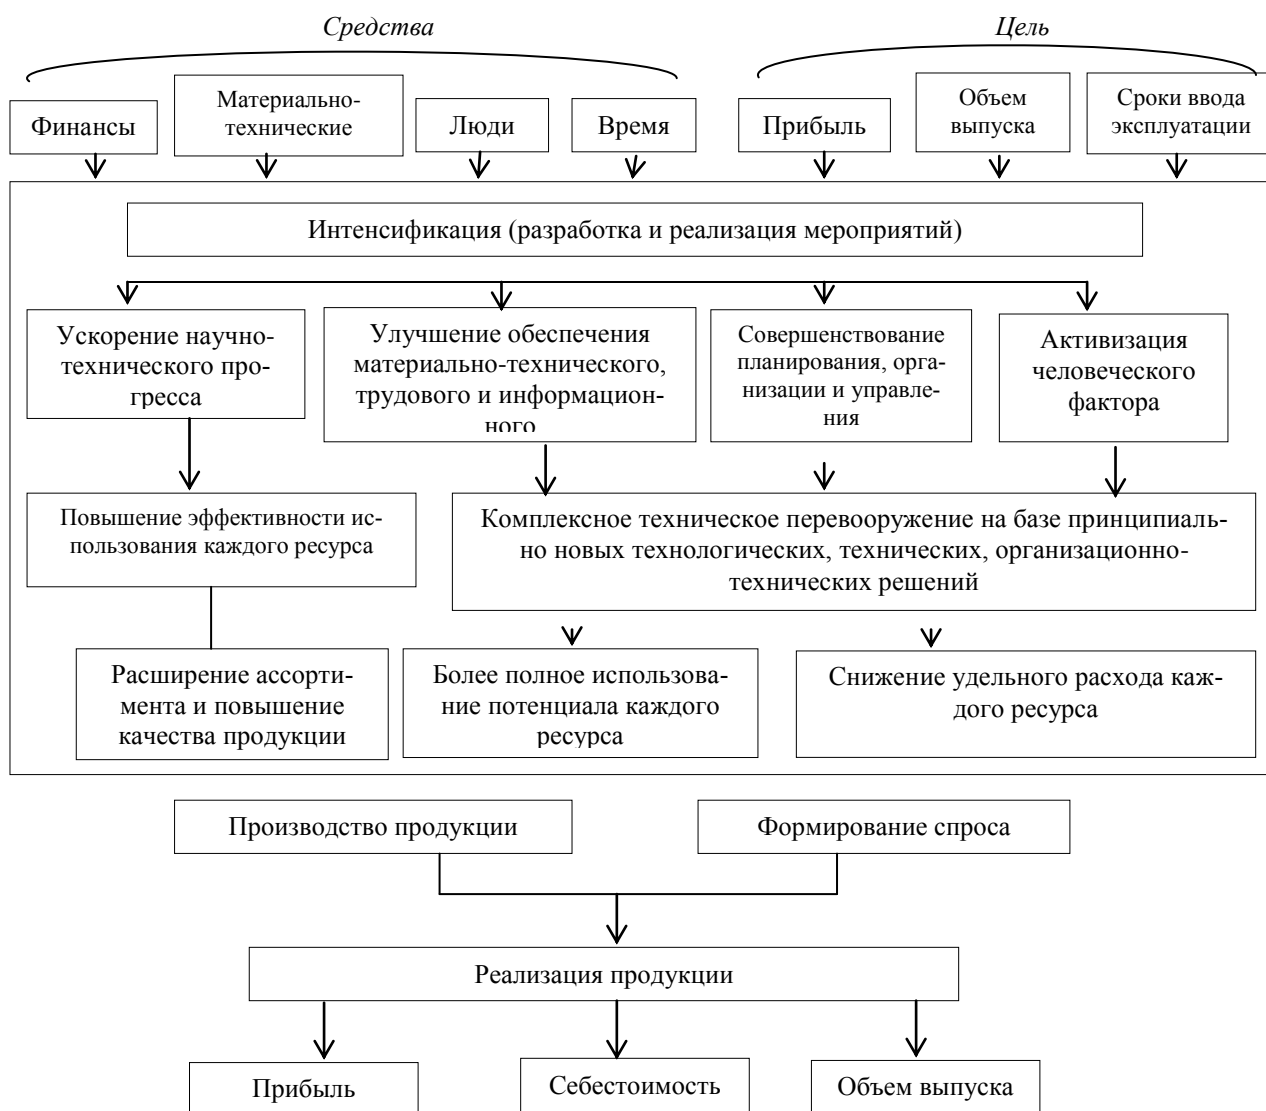 Средства
Цель
Финансы
Материально-
технические
Люди
Время
Прибыль
Объем
выпуска
Сроки ввода
эксплуатации
Интенсификация (разработка и реализация мероприятий)
Ускорение научно-
технического про-
гресса
Улучшение обеспечения
материально-технического,
трудового и информацион-
ного
Совершенствование
планирования, орга-
низации и управле-
ния
Активизация
человеческого
фактора
Повышение эффективности ис-
пользования каждого ресурса
Комплексное техническое перевооружение на базе принципиаль-
но новых технологических, технических, организационно-
технических решений
Расширение ассорти-
мента и повышение
качества продукции
Более полное использова-
ние потенциала каждого
ресурса
Снижение удельного расхода каж-
дого ресурса
Производство продукции
Формирование спроса
Реализация продукции
Прибыль
Себестоимость
Объем выпуска